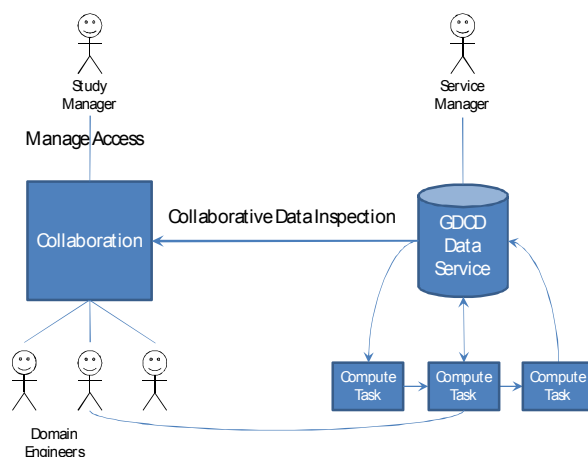 Study
Manager
Service
Manager
Manage Access
Collaboration
Collaborative Data Inspection
GDCD
Data
Service
Compute
Task
Compute
Task
Compute
Task
Domain
Engineers